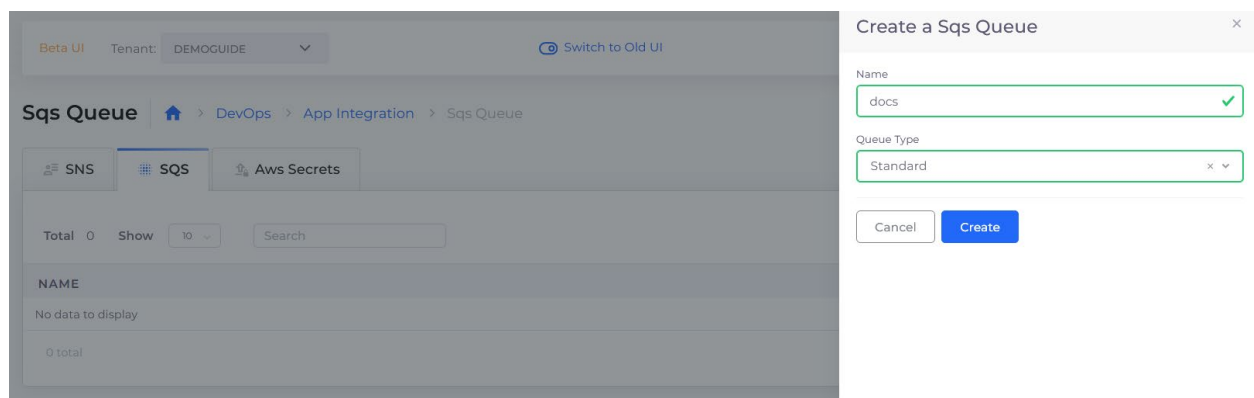 Beta UI Tenant: DEMOGUIDE Switch to Old UI
Sqs Queue DevOps > App Integration > Sqs Queue
SNS SQS Aws Secrets
Total 0 Show 10 Search
NAME
No data to display
0 total
Create a Sqs Queue
Name
docs
Queue Type
Standard
Cancel Create